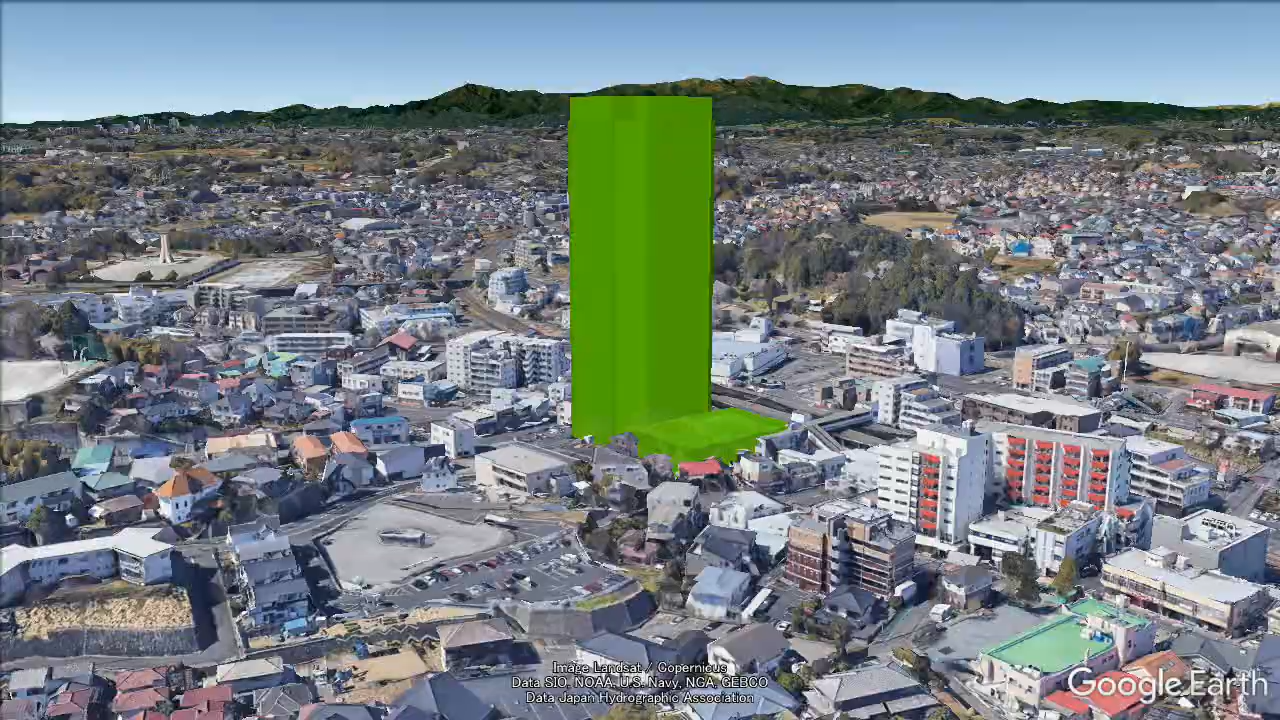 Image Landsat / Copernicus
Data SIO, NOAA, U.S. Navy, NGA, GEBCO
Data Japan Hydrographic Association
Google Earth